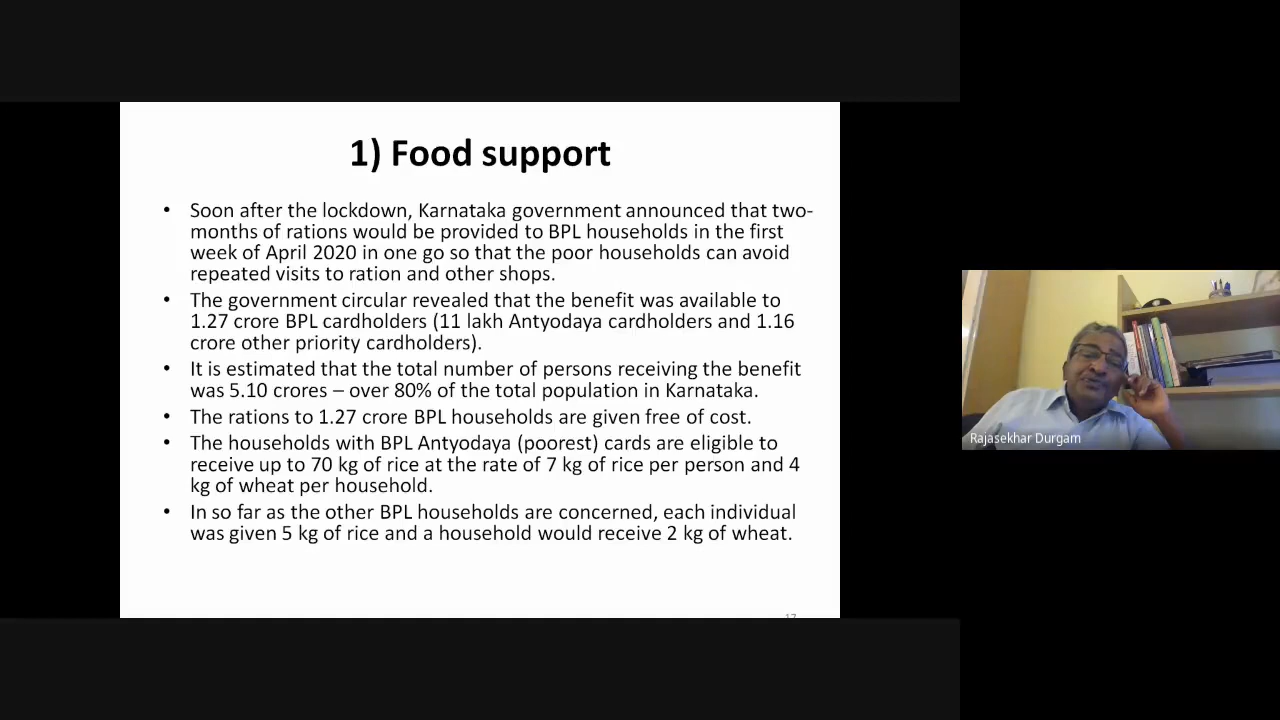 1) Food support
• Soon after the lockdown, Karnataka government announced that two-
months of rations would be provided to BPL households in the first
week of April 2020 in one go so that the poor households can avoid
repeated visits to ration and other shops.
• The government circular revealed that the benefit was available to
1.27 crore BPL cardholders (11 lakh Antyodaya cardholders and 1.16
crore other priority cardholders).
• It is estimated that the total number of persons receiving the benefit
was 5.10 crores – over 80% of the total population in Karnataka.
• The rations to 1.27 crore BPL households are given free of cost.
• The households with BPL Antyodaya (poorest) cards are eligible to
receive up to 70 kg of rice at the rate of 7 kg of rice per person and 4
kg of wheat per household.
• In so far as the other BPL households are concerned, each individual
was given 5 kg of rice and a household would receive 2 kg of wheat.
17
Rajasekhar Durgam